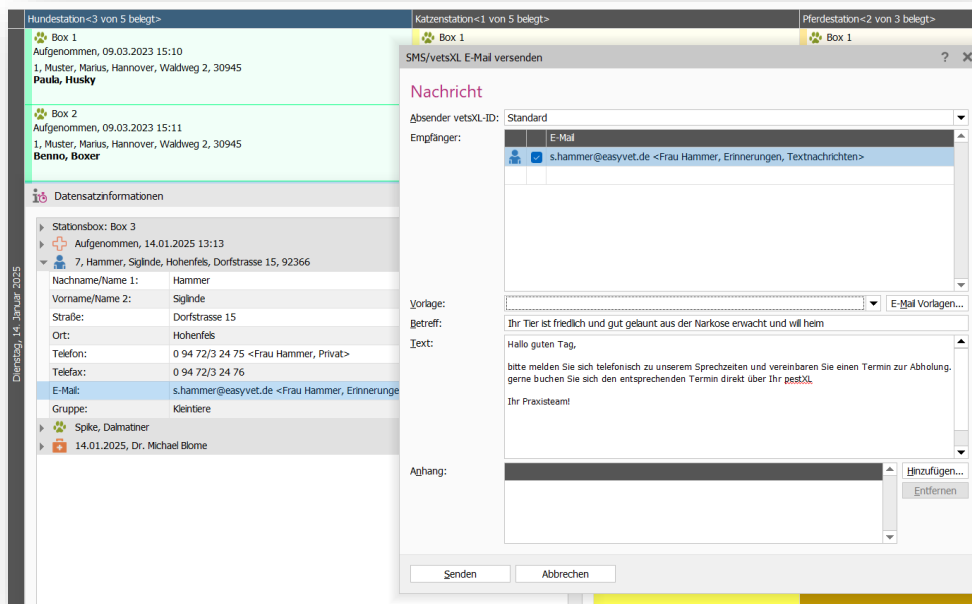 Hundestation<3 von 5 belegt>
Katzenstation<1 von 5 belegt>
Pferdestation<2 von 3 belegt>
Box 1
Aufgenommen, 09.03.2023 15:10
1, Muster, Marius, Hannover, Waldweg 2, 30945
Paula, Husky
Box 2
Aufgenommen, 09.03.2023 15:11
1, Muster, Marius, Hannover, Waldweg 2, 30945
Benno, Boxer
Box 1
Box 1
Dienstag, 14. Januar 2025
Datensatzinformationen
Stationsbox: Box 3
Aufgenommen, 14.01.2025 13:13
7, Hammer, Siglinde, Hohenfels, Dorfstrasse 15, 92366
Nachname/Name 1: Hammer
Vorname/Name 2: Siglinde
Straße: Dorfstrasse 15
Ort: Hohenfels
Telefon: 0 94 72/3 24 75 <Frau Hammer, Privat>
Telefax: 0 94 72/3 24 76
E-Mail: s.hammer@easyvet.de <Frau Hammer, Erinnerunge
Gruppe: Kleintiere
Spike, Dalmatiner
14.01.2025, Dr. Michael Blome
SMS/vetsXL E-Mail versenden
?
Nachricht
Absender vetsXL-ID: Standard
Empfänger:
E-Mail
s.hammer@easyvet.de <Frau Hammer, Erinnerungen, Textnachrichten>
Vorlage:
E-Mail Vorlagen...
Betreff: Ihr Tier ist friedlich und gut gelaunt aus der Narkose erwacht und will heim
Text: Hallo guten Tag,
bitte melden Sie sich telefonisch zu unserem Sprechzeiten und vereinbaren Sie einen Termin zur Abholung.
gerne buchen Sie sich den entsprechenden Termin direkt über Ihr pestXL
Ihr Praxisteam!
Anhang:
Hinzufügen...
Entfernen
Senden
Abbrechen